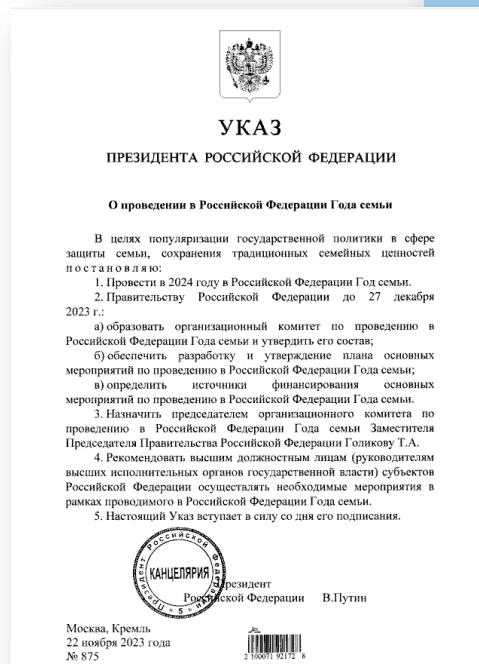 УКАЗ
ПРЕЗИДЕНТА РОССИЙСКОЙ ФЕДЕРАЦИИ
О проведении в Российской Федерации Года семьи
В целях популяризации государственной политики в сфере
защиты семьи, сохранения традиционных семейных ценностей
постановляю:
1. Провести в 2024 году в Российской Федерации Год семьи.
2. Правительству Российской Федерации до 27 декабря
2023 г.:
а) образовать организационный комитет по проведению в
Российской Федерации Года семьи и утвердить его состав;
б) обеспечить разработку и утверждение плана основных
мероприятий по проведению в Российской Федерации Года семьи;
в) определить источники финансирования основных
мероприятий по проведению в Российской Федерации Года семьи.
3. Назначить председателем организационного комитета по
проведению в Российской Федерации Года семьи Заместителя
Председателя Правительства Российской Федерации Голикову Т.А.
4. Рекомендовать высшим должностным лицам (руководителям
высших исполнительных органов государственной власти) субъектов
Российской Федерации осуществлять необходимые мероприятия в
рамках проводимого в Российской Федерации Года семьи.
5. Настоящий Указ вступает в силу со дня его подписания.
Президент Российской Федерации
КАНЦЕЛЯРИЯ
* 5 *
Президент
Российской Федерации В.Путин
Москва, Кремль
22 ноября 2023 года
№ 875
2 100071 92172 8